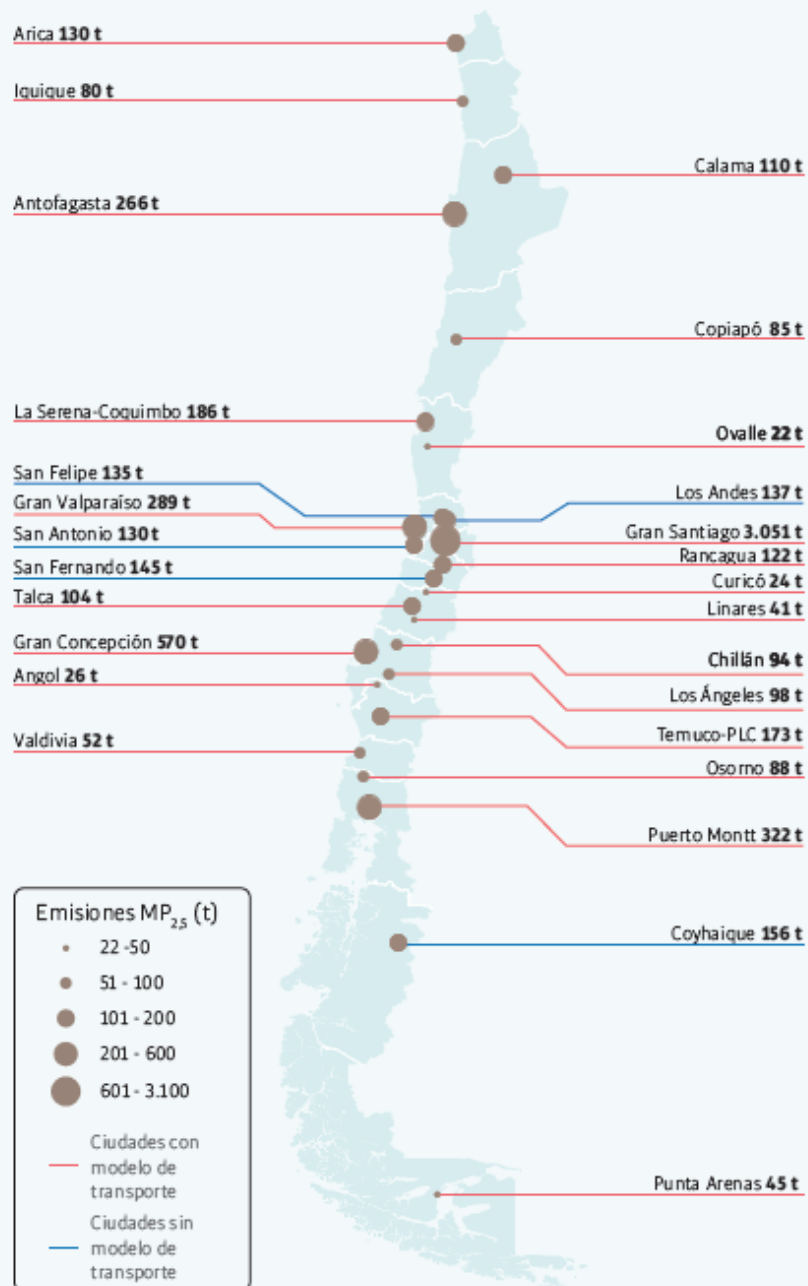 Arica 130 t
Iquique 80 t
Calama 110 t
Antofagasta 266 t
Copiapó 85 t
La Serena-Coquimbo 186 t
Ovalle 22 t
San Felipe 135 t
Los Andes 137 t
Gran Valparaíso 289 t
San Antonio 130 t
Gran Santiago 3.051 t
Rancagua 122 t
San Fernando 145 t
Curicó 24 t
Talca 104 t
Linares 41 t
Gran Concepción 570 t
Chillán 94 t
Angol 26 t
Los Ángeles 98 t
Temuco-PLC 173 t
Valdivia 52 t
Osorno 88 t
Puerto Montt 322 t
Coyhaique 156 t
Punta Arenas 45 t
Emisiones MP2,5 (t)
22 -50
51 - 100
101 - 200
201 - 600
601 - 3.100
Ciudades con
modelo de
transporte
Ciudades sin
modelo de
transporte